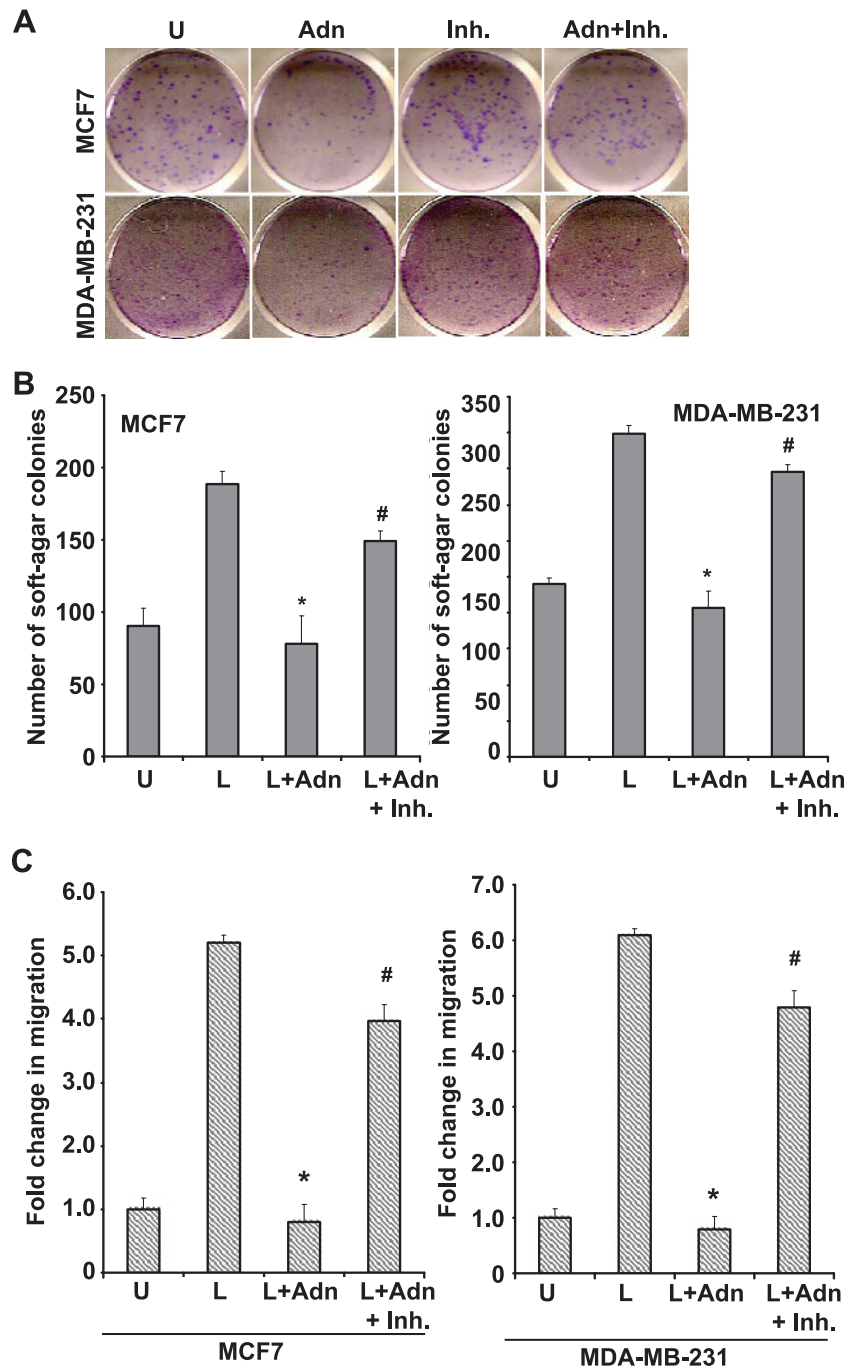 A
U Adn Inh. Adn+Inh.
MCF7
MDA-MB-231
B
Number of soft-agar colonies
250
200
150
100
50
0
MCF7
*
#
U L L+Adn L+Adn
+ Inh.
Number of soft-agar colonies
350
300
250
200
150
100
50
0
MDA-MB-231
*
#
U L L+Adn L+Adn
+ Inh.
C
Fold change in migration
6.0
5.0
4.0
3.0
2.0
1.0
0
*
#
U L L+Adn L+Adn
+ Inh.
MCF7
Fold change in migration
7.0
6.0
5.0
4.0
3.0
2.0
1.0
0
*
#
U L L+Adn L+Adn
+ Inh.
MDA-MB-231